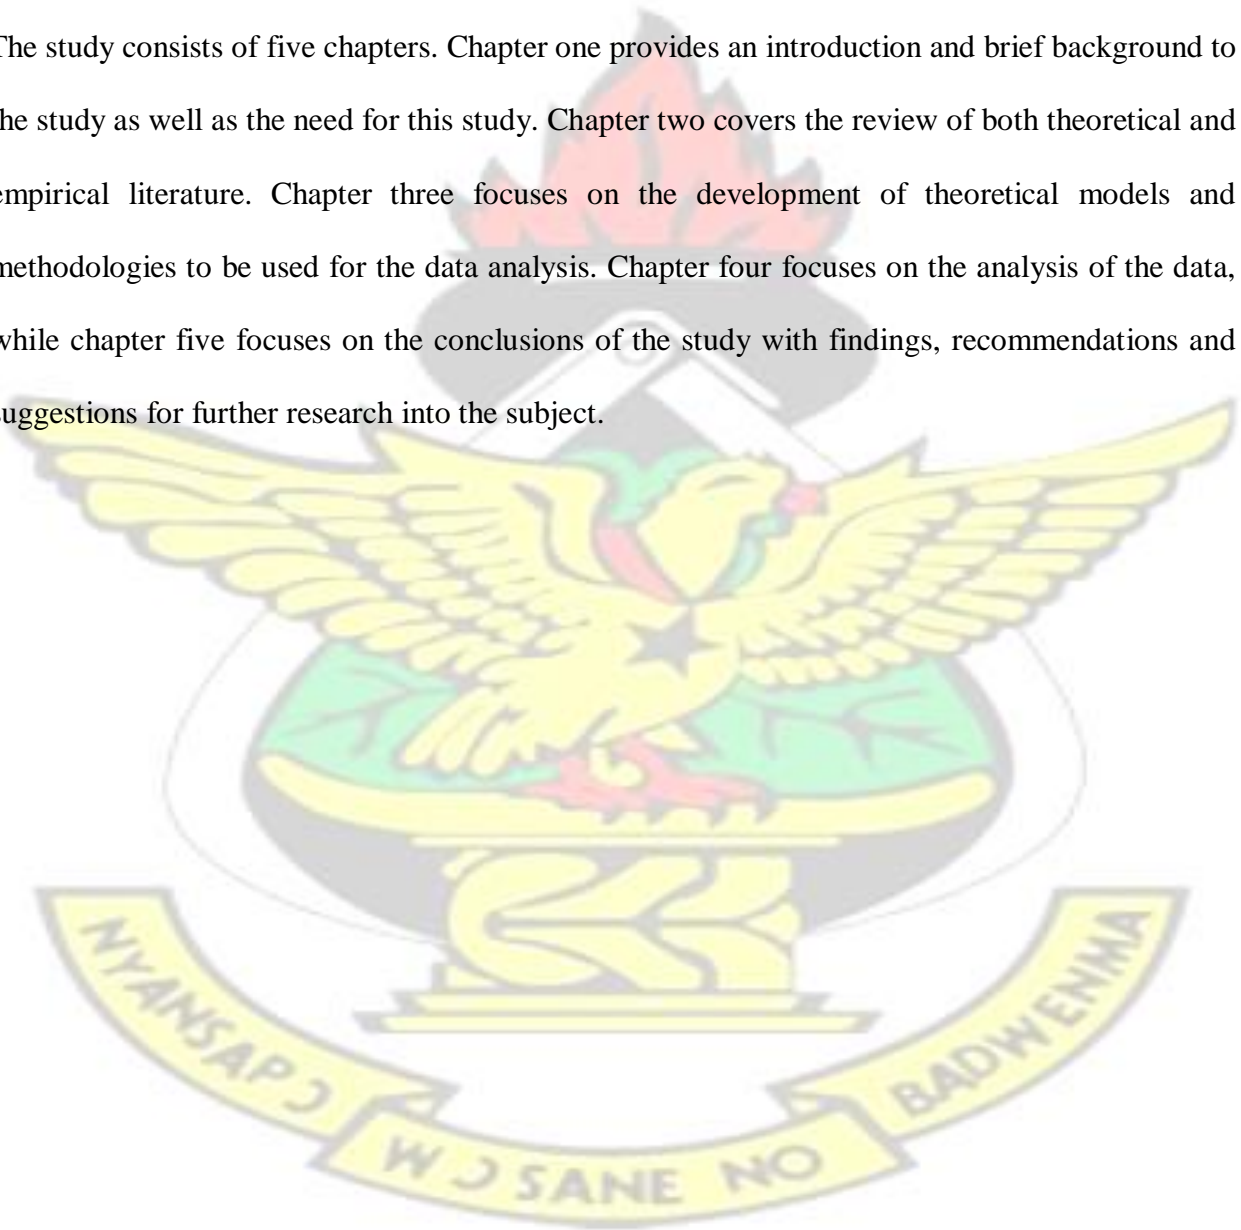 The study consists of five chapters. Chapter one provides an introduction and brief background to
the study as well as the need for this study. Chapter two covers the review of both theoretical and
empirical literature. Chapter three focuses on the development of theoretical models and
methodologies to be used for the data analysis. Chapter four focuses on the analysis of the data,
while chapter five focuses on the conclusions of the study with findings, recommendations and
suggestions for further research into the subject.
NYANSAPƆ WƆSANE NO BADWENMA